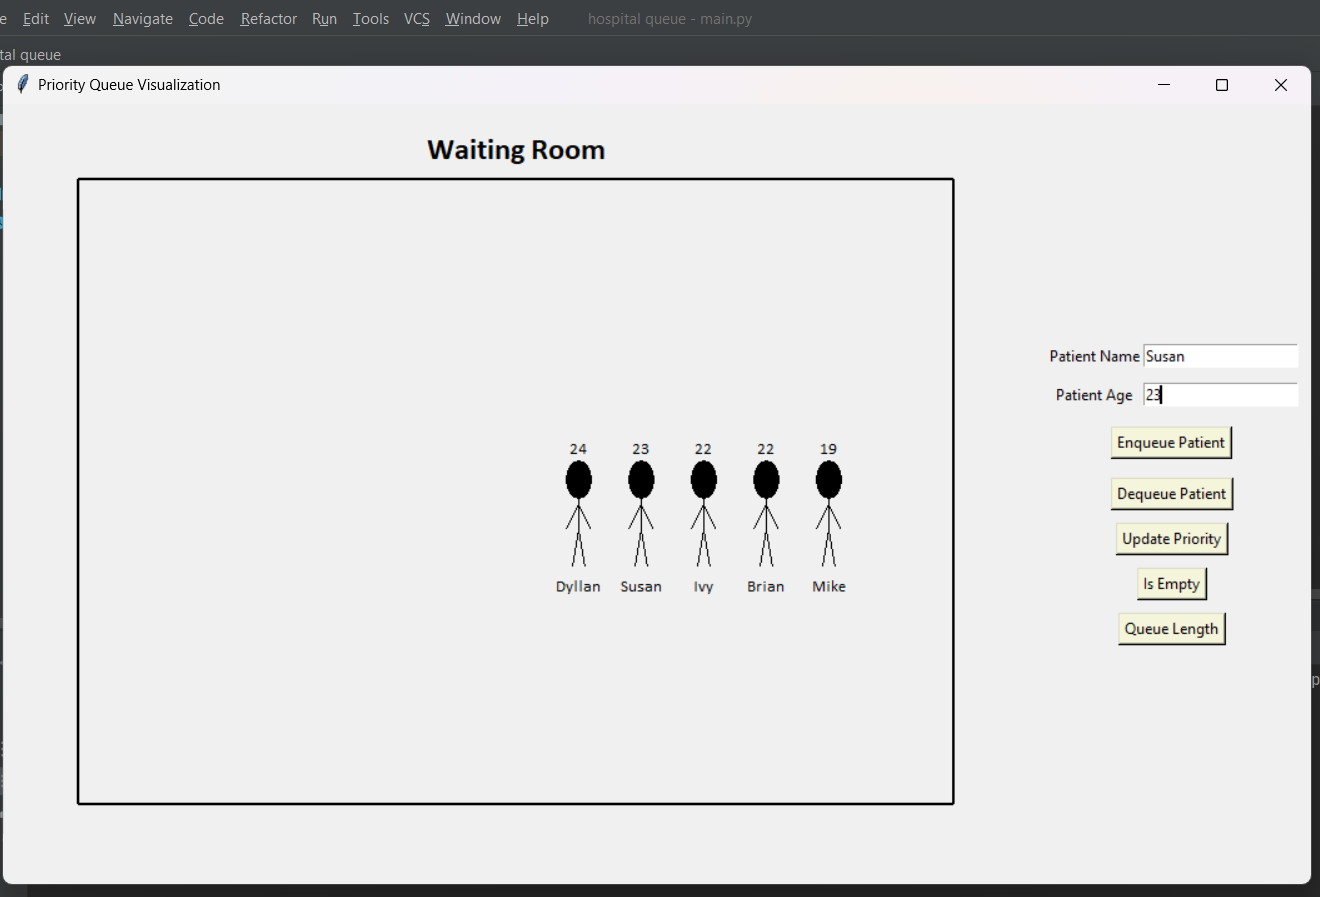 e Edit View Navigate Code Refactor Run Tools VCS Window Help hospital queue - main.py
tal queue
Priority Queue Visualization
Waiting Room
Patient Name Susan
Patient Age 23
Enqueue Patient
Dequeue Patient
Update Priority
Is Empty
Queue Length
24 23 22 22 19
Dyllan Susan Ivy Brian Mike
p